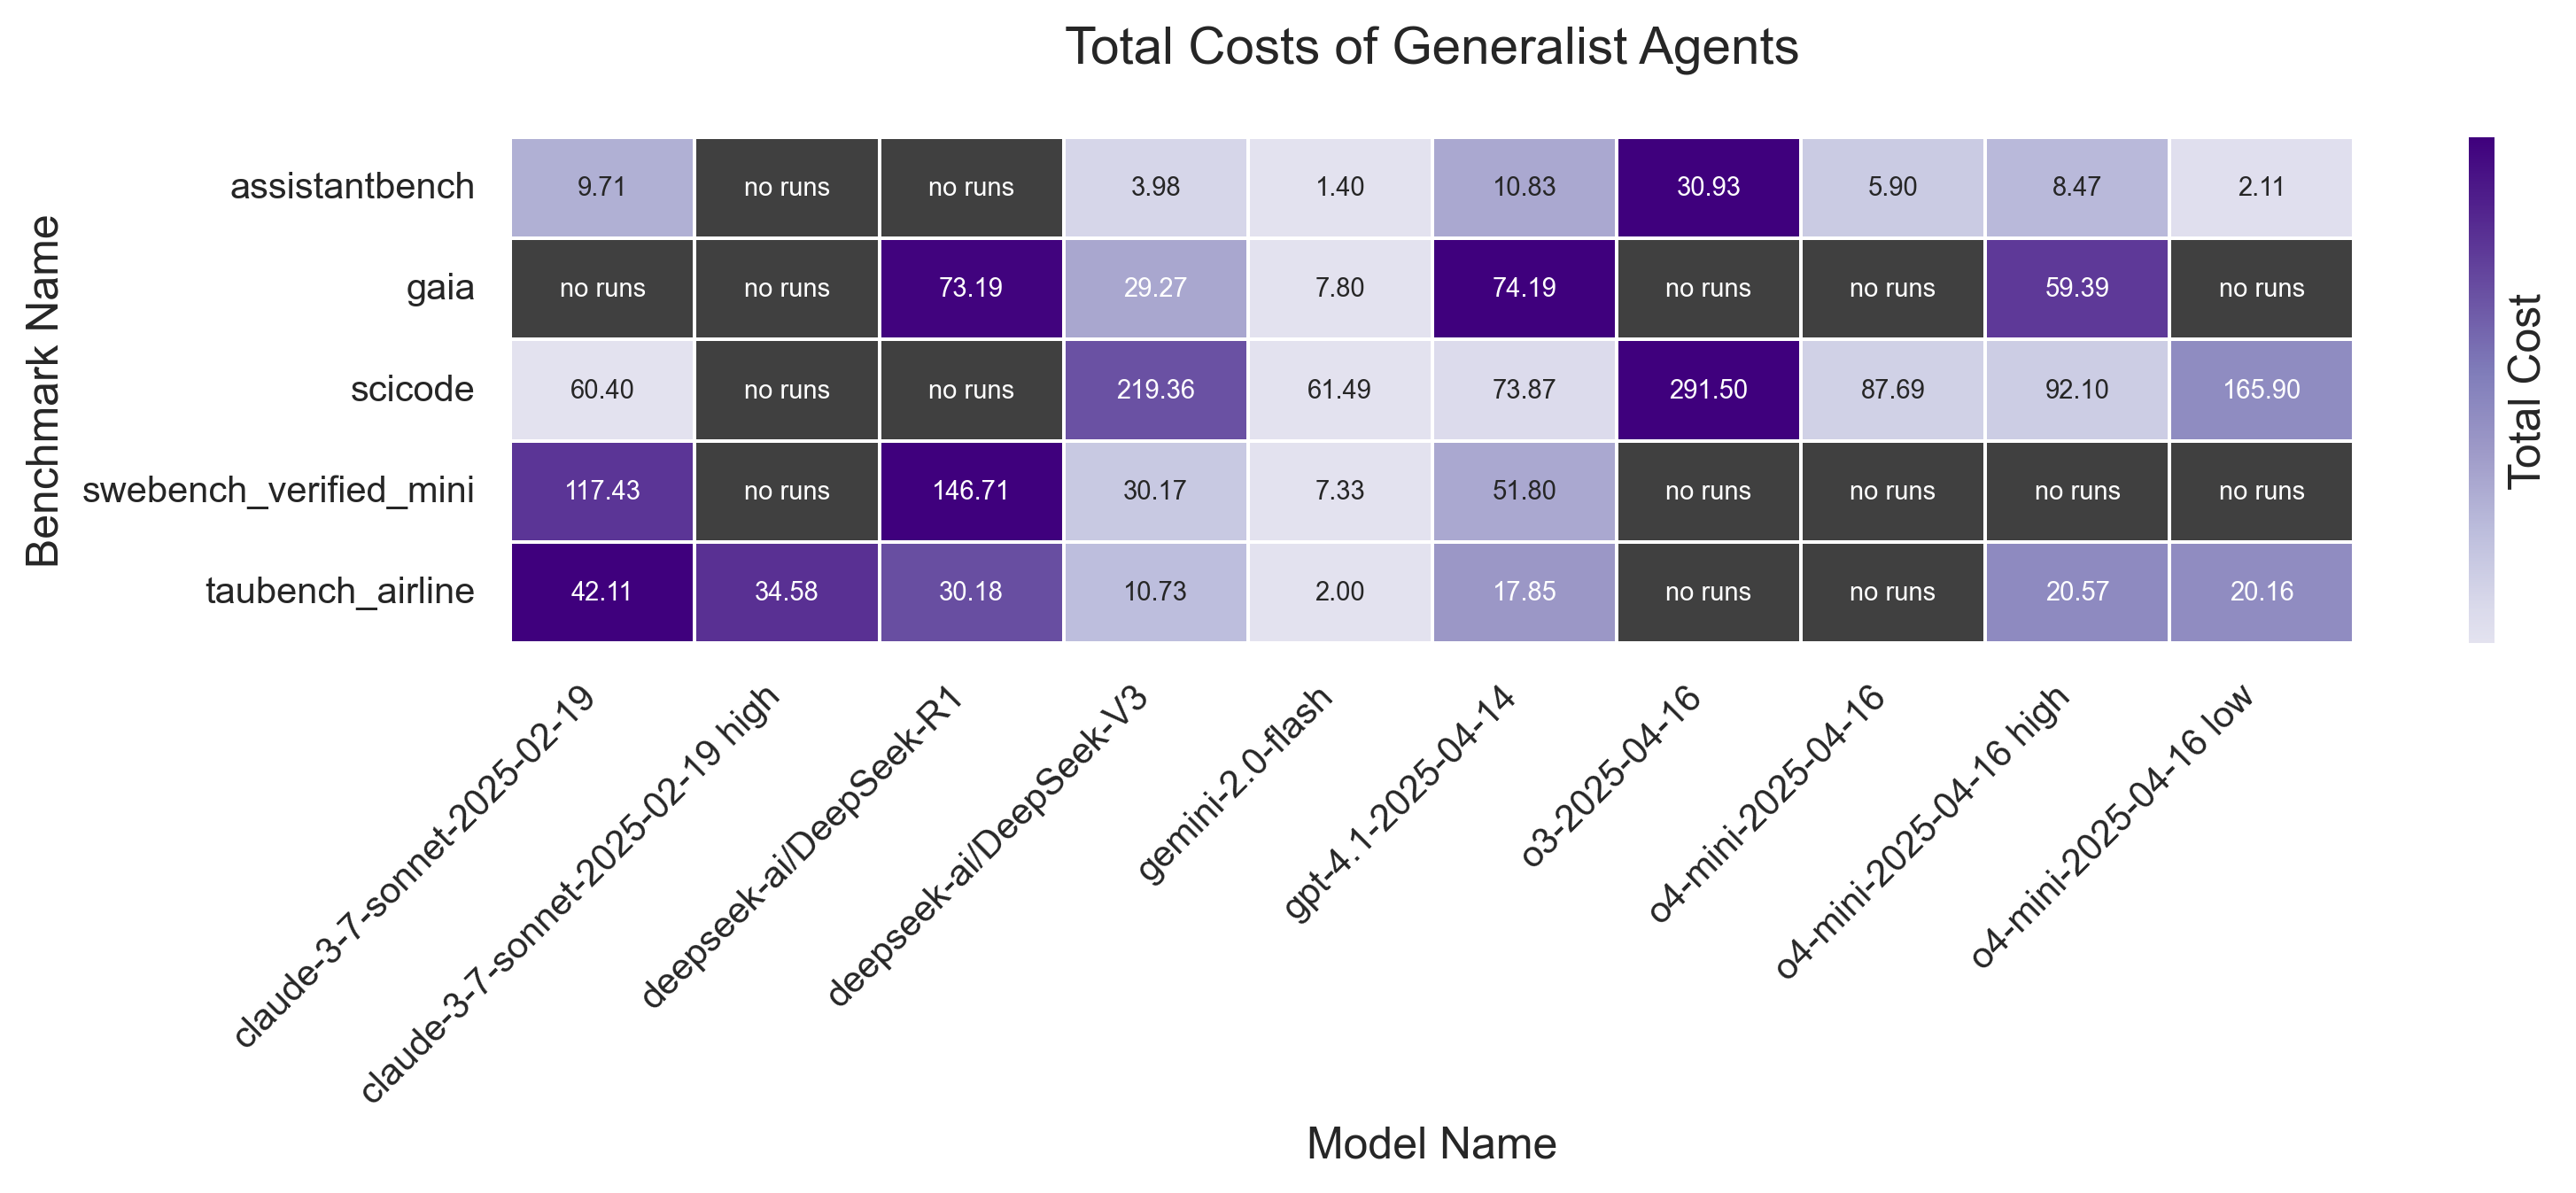 Total Costs of Generalist Agents
Benchmark Name
assistantbench 9.71 no runs no runs 3.98 1.40 10.83 30.93 5.90 8.47 2.11
gaia no runs no runs 73.19 29.27 7.80 74.19 no runs no runs 59.39 no runs
scicode 60.40 no runs no runs 219.36 61.49 73.87 291.50 87.69 92.10 165.90
swebench_verified_mini 117.43 no runs 146.71 30.17 7.33 51.80 no runs no runs no runs no runs
taubench_airline 42.11 34.58 30.18 10.73 2.00 17.85 no runs no runs 20.57 20.16
Total Cost
claude-3-7-sonnet-2025-02-19
claude-3-7-sonnet-2025-02-19 high
deepseek-ai/DeepSeek-R1
deepseek-ai/DeepSeek-V3
gemini-2.0-flash
gpt-4.1-2025-04-14
o3-2025-04-16
o4-mini-2025-04-16
o4-mini-2025-04-16 high
o4-mini-2025-04-16 low
Model Name